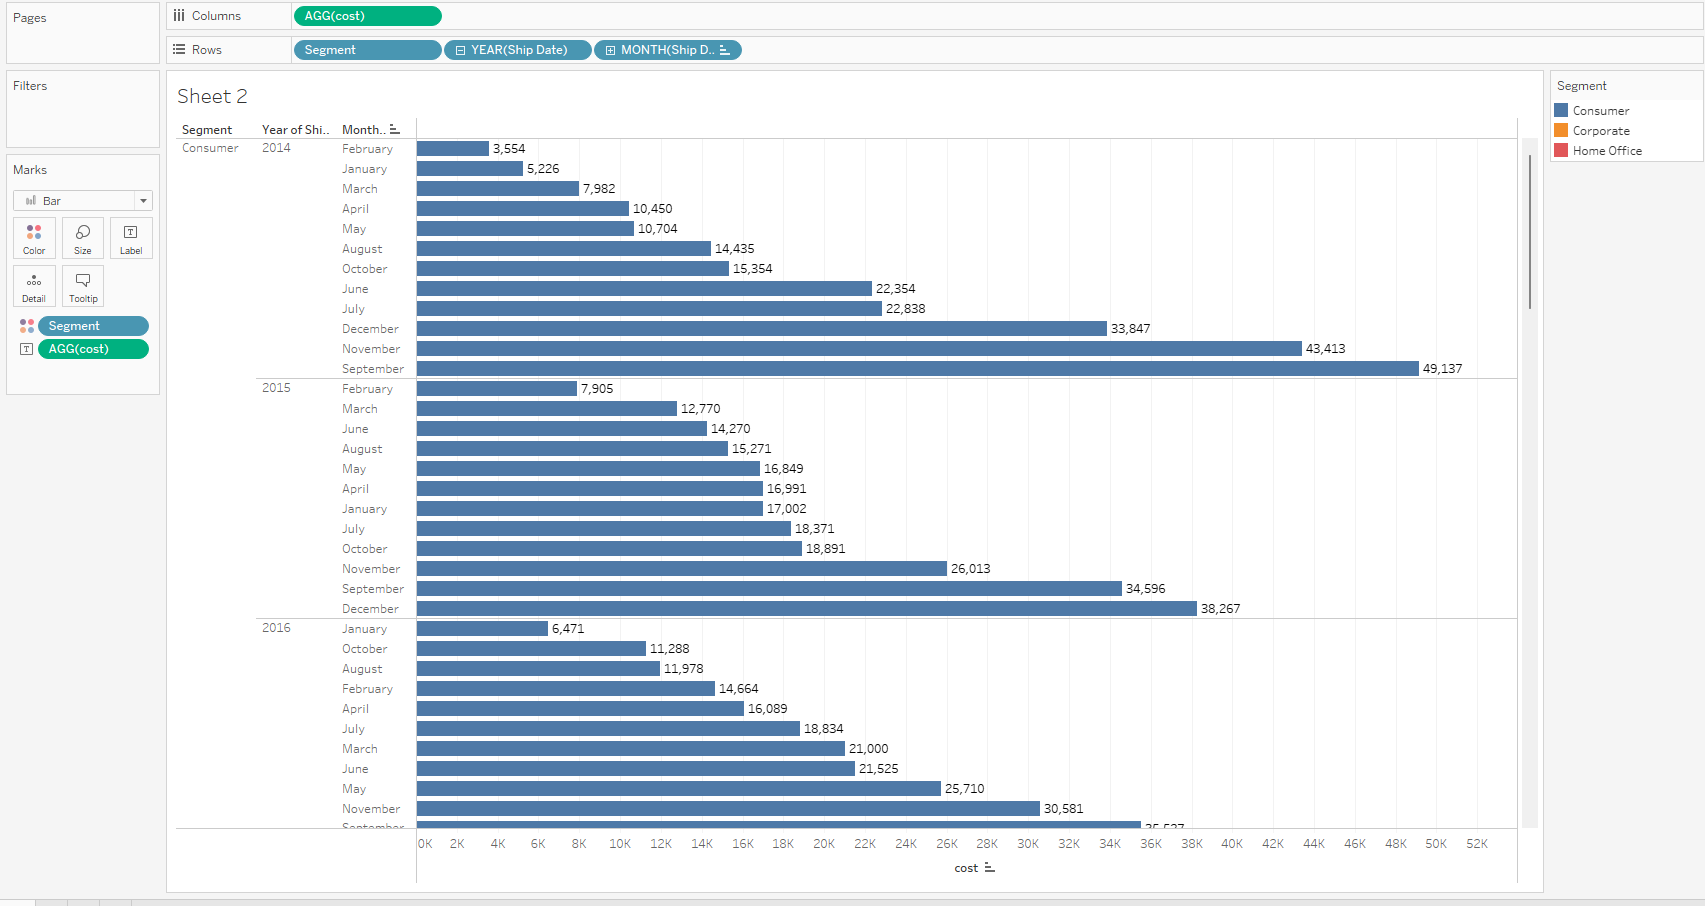 Pages
Columns
AGG(cost)
Rows
Segment
YEAR(Ship Date)
MONTH(Ship D..
Filters
Marks
Bar
Color
Size
Label
Detail
Tooltip
Segment
AGG(cost)
Sheet 2
Segment Year of Shi.. Month..
Consumer 2014 February 3,554
January 5,226
March 7,982
April 10,450
May 10,704
August 14,435
October 15,354
June 22,354
July 22,838
December 33,847
November 43,413
September 49,137
2015 February 7,905
March 12,770
June 14,270
August 15,271
May 16,849
April 16,991
January 17,002
July 18,371
October 18,891
November 26,013
September 34,596
December 38,267
2016 January 6,471
October 11,288
August 11,978
February 14,664
April 16,089
July 18,834
March 21,000
June 21,525
May 25,710
November 30,581
September 35,527
0K 2K 4K 6K 8K 10K 12K 14K 16K 18K 20K 22K 24K 26K 28K 30K 32K 34K 36K 38K 40K 42K 44K 46K 48K 50K 52K
cost
Segment
Consumer
Corporate
Home Office